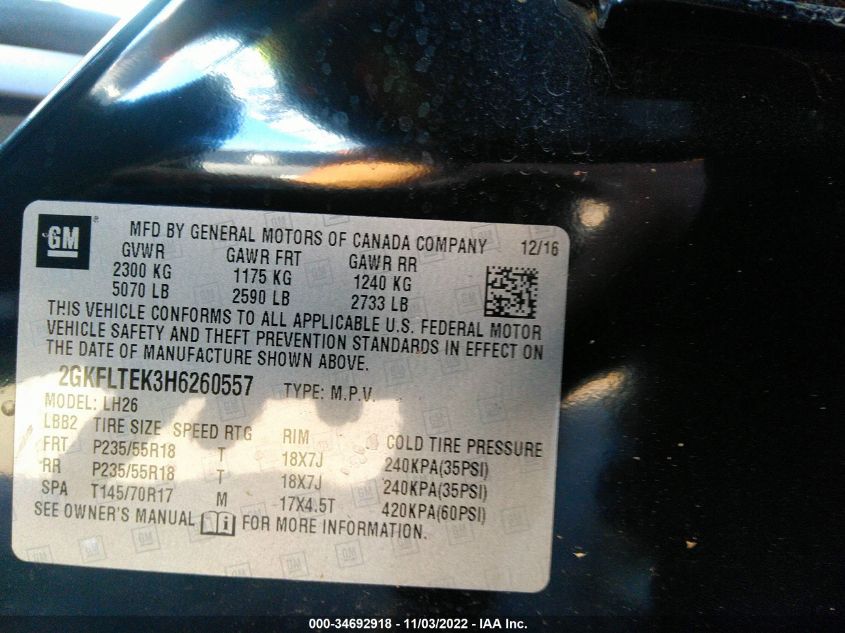 GM ® MFD BY GENERAL MOTORS OF CANADA COMPANY 12/16
GVWR GAWR FRT GAWR RR
2300 KG 1175 KG 1240 KG
5070 LB 2590 LB 2733 LB
THIS VEHICLE CONFORMS TO ALL APPLICABLE U.S. FEDERAL MOTOR
VEHICLE SAFETY AND THEFT PREVENTION STANDARDS IN EFFECT ON
THE DATE OF MANUFACTURE SHOWN ABOVE.
2GKFLTEK3H6260557 TYPE: M.P.V.
MODEL: LH26
LBB2 TIRE SIZE SPEED RTG RIM COLD TIRE PRESSURE
FRT P235/55R18 T 18X7J 240KPA(35PSI)
RR P235/55R18 T 18X7J 240KPA(35PSI)
SPA T145/70R17 M 17X4.5T 420KPA(60PSI)
SEE OWNER'S MANUAL i FOR MORE INFORMATION.
000-34692918 - 11/03/2022 - IAA Inc.